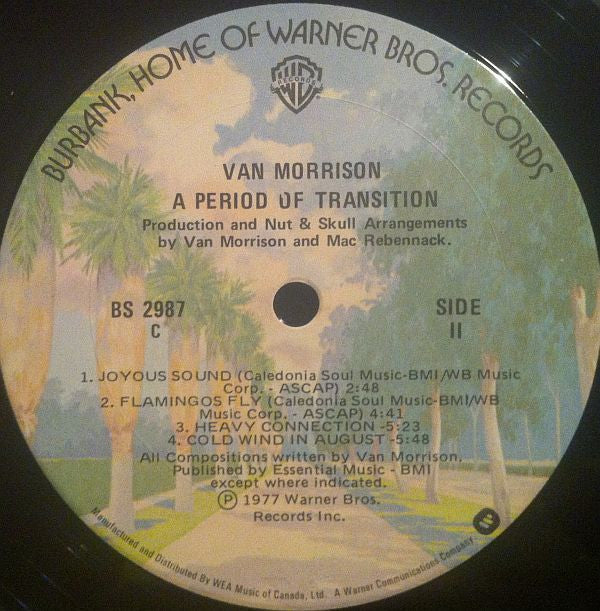 BURBANK, HOME OF WARNER BROS. RECORDS
WB
RECORDS
VAN MORRISON
A PERIOD OF TRANSITION
Production and Nut & Skull Arrangements
by Van Morrison and Mac Rebennack.
BS 2987
C
SIDE
II
1. JOYOUS SOUND (Caledonia Soul Music-BMI/WB Music
Corp. - ASCAP) 2:48
2. FLAMINGOS FLY (Caledonia Soul Music-BMI/WB
Music Corp. - ASCAP) 4:41
3. HEAVY CONNECTION -5:23
4. COLD WIND IN AUGUST -5:48
All Compositions written by Van Morrison.
Published by Essential Music - BMI
except where indicated.
Ⓟ 1977 Warner Bros.
Records Inc.
Manufactured and Distributed By WEA Music of Canada, Ltd. A Warner Communications Company